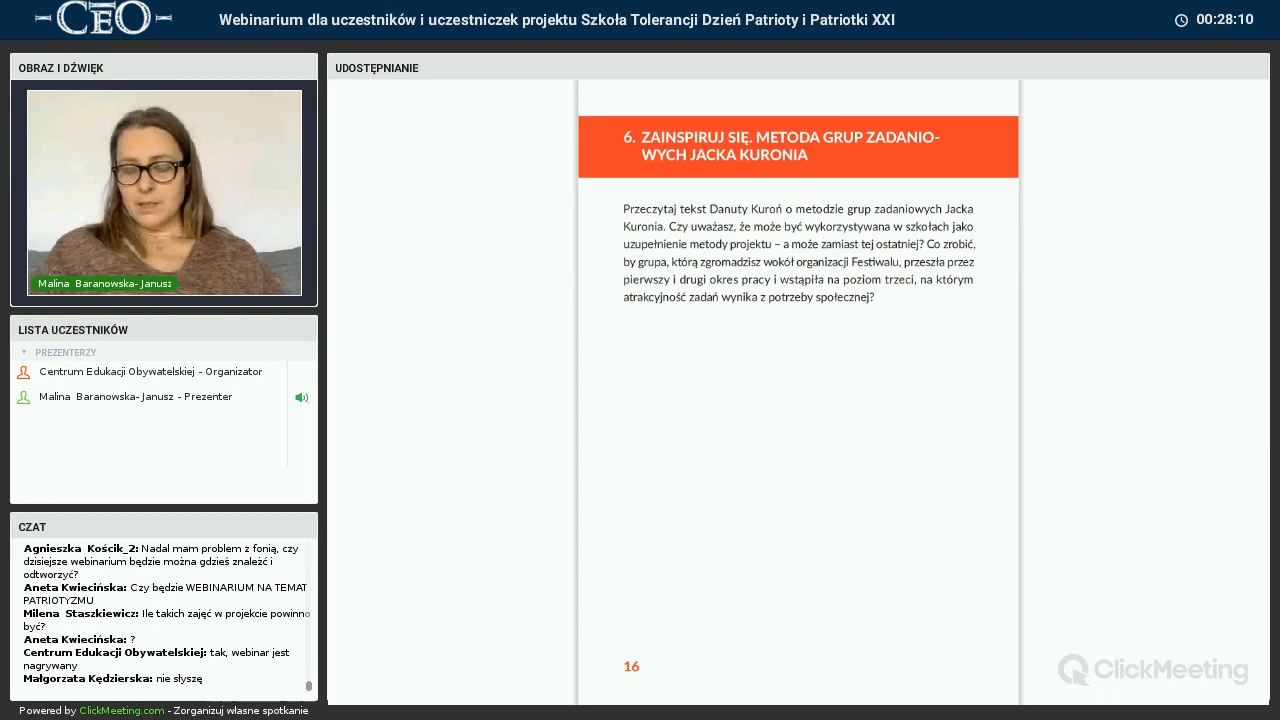 CEO
Webinarium dla uczestników i uczestniczek projektu Szkoła Tolerancji Dzień Patrioty i Patriotki XXI
00:28:10
OBRAZ I DŹWIĘK
Malina Baranowska-Janusz
LISTA UCZESTNIKÓW
PREZENTERZY
Centrum Edukacji Obywatelskiej - Organizator
Malina Baranowska-Janusz - Prezenter
CZAT
Agnieszka Kościk_2: Nadal mam problem z fonią, czy
dzisiejsze webinarium będzie można gdzieś znależć i
odtworzyć?
Aneta Kwiecińska: Czy będzie WEBINARIUM NA TEMAT
PATRIOTYZMU
Milena Staszkiewicz: Ile takich zajęć w projekcie powinno
być?
Aneta Kwiecińska: ?
Centrum Edukacji Obywatelskiej: tak, webinar jest
nagrywany
Małgorzata Kędzierska: nie słyszę
Powered by ClickMeeting.com - Zorganizuj własne spotkanie
UDOSTĘPNIANIE
6. ZAINSPIRUJ SIĘ. METODA GRUP ZADANIO-
WYCH JACKA KURONIA
Przeczytaj tekst Danuty Kuroń o metodzie grup zadaniowych Jacka
Kuronia. Czy uważasz, że może być wykorzystywana w szkołach jako
uzupełnienie metody projektu – a może zamiast tej ostatniej? Co zrobić,
by grupa, którą zgromadzisz wokół organizacji Festiwalu, przeszła przez
pierwszy i drugi okres pracy i wstąpiła na poziom trzeci, na którym
atrakcyjność zadań wynika z potrzeby społecznej?
16
ClickMeeting